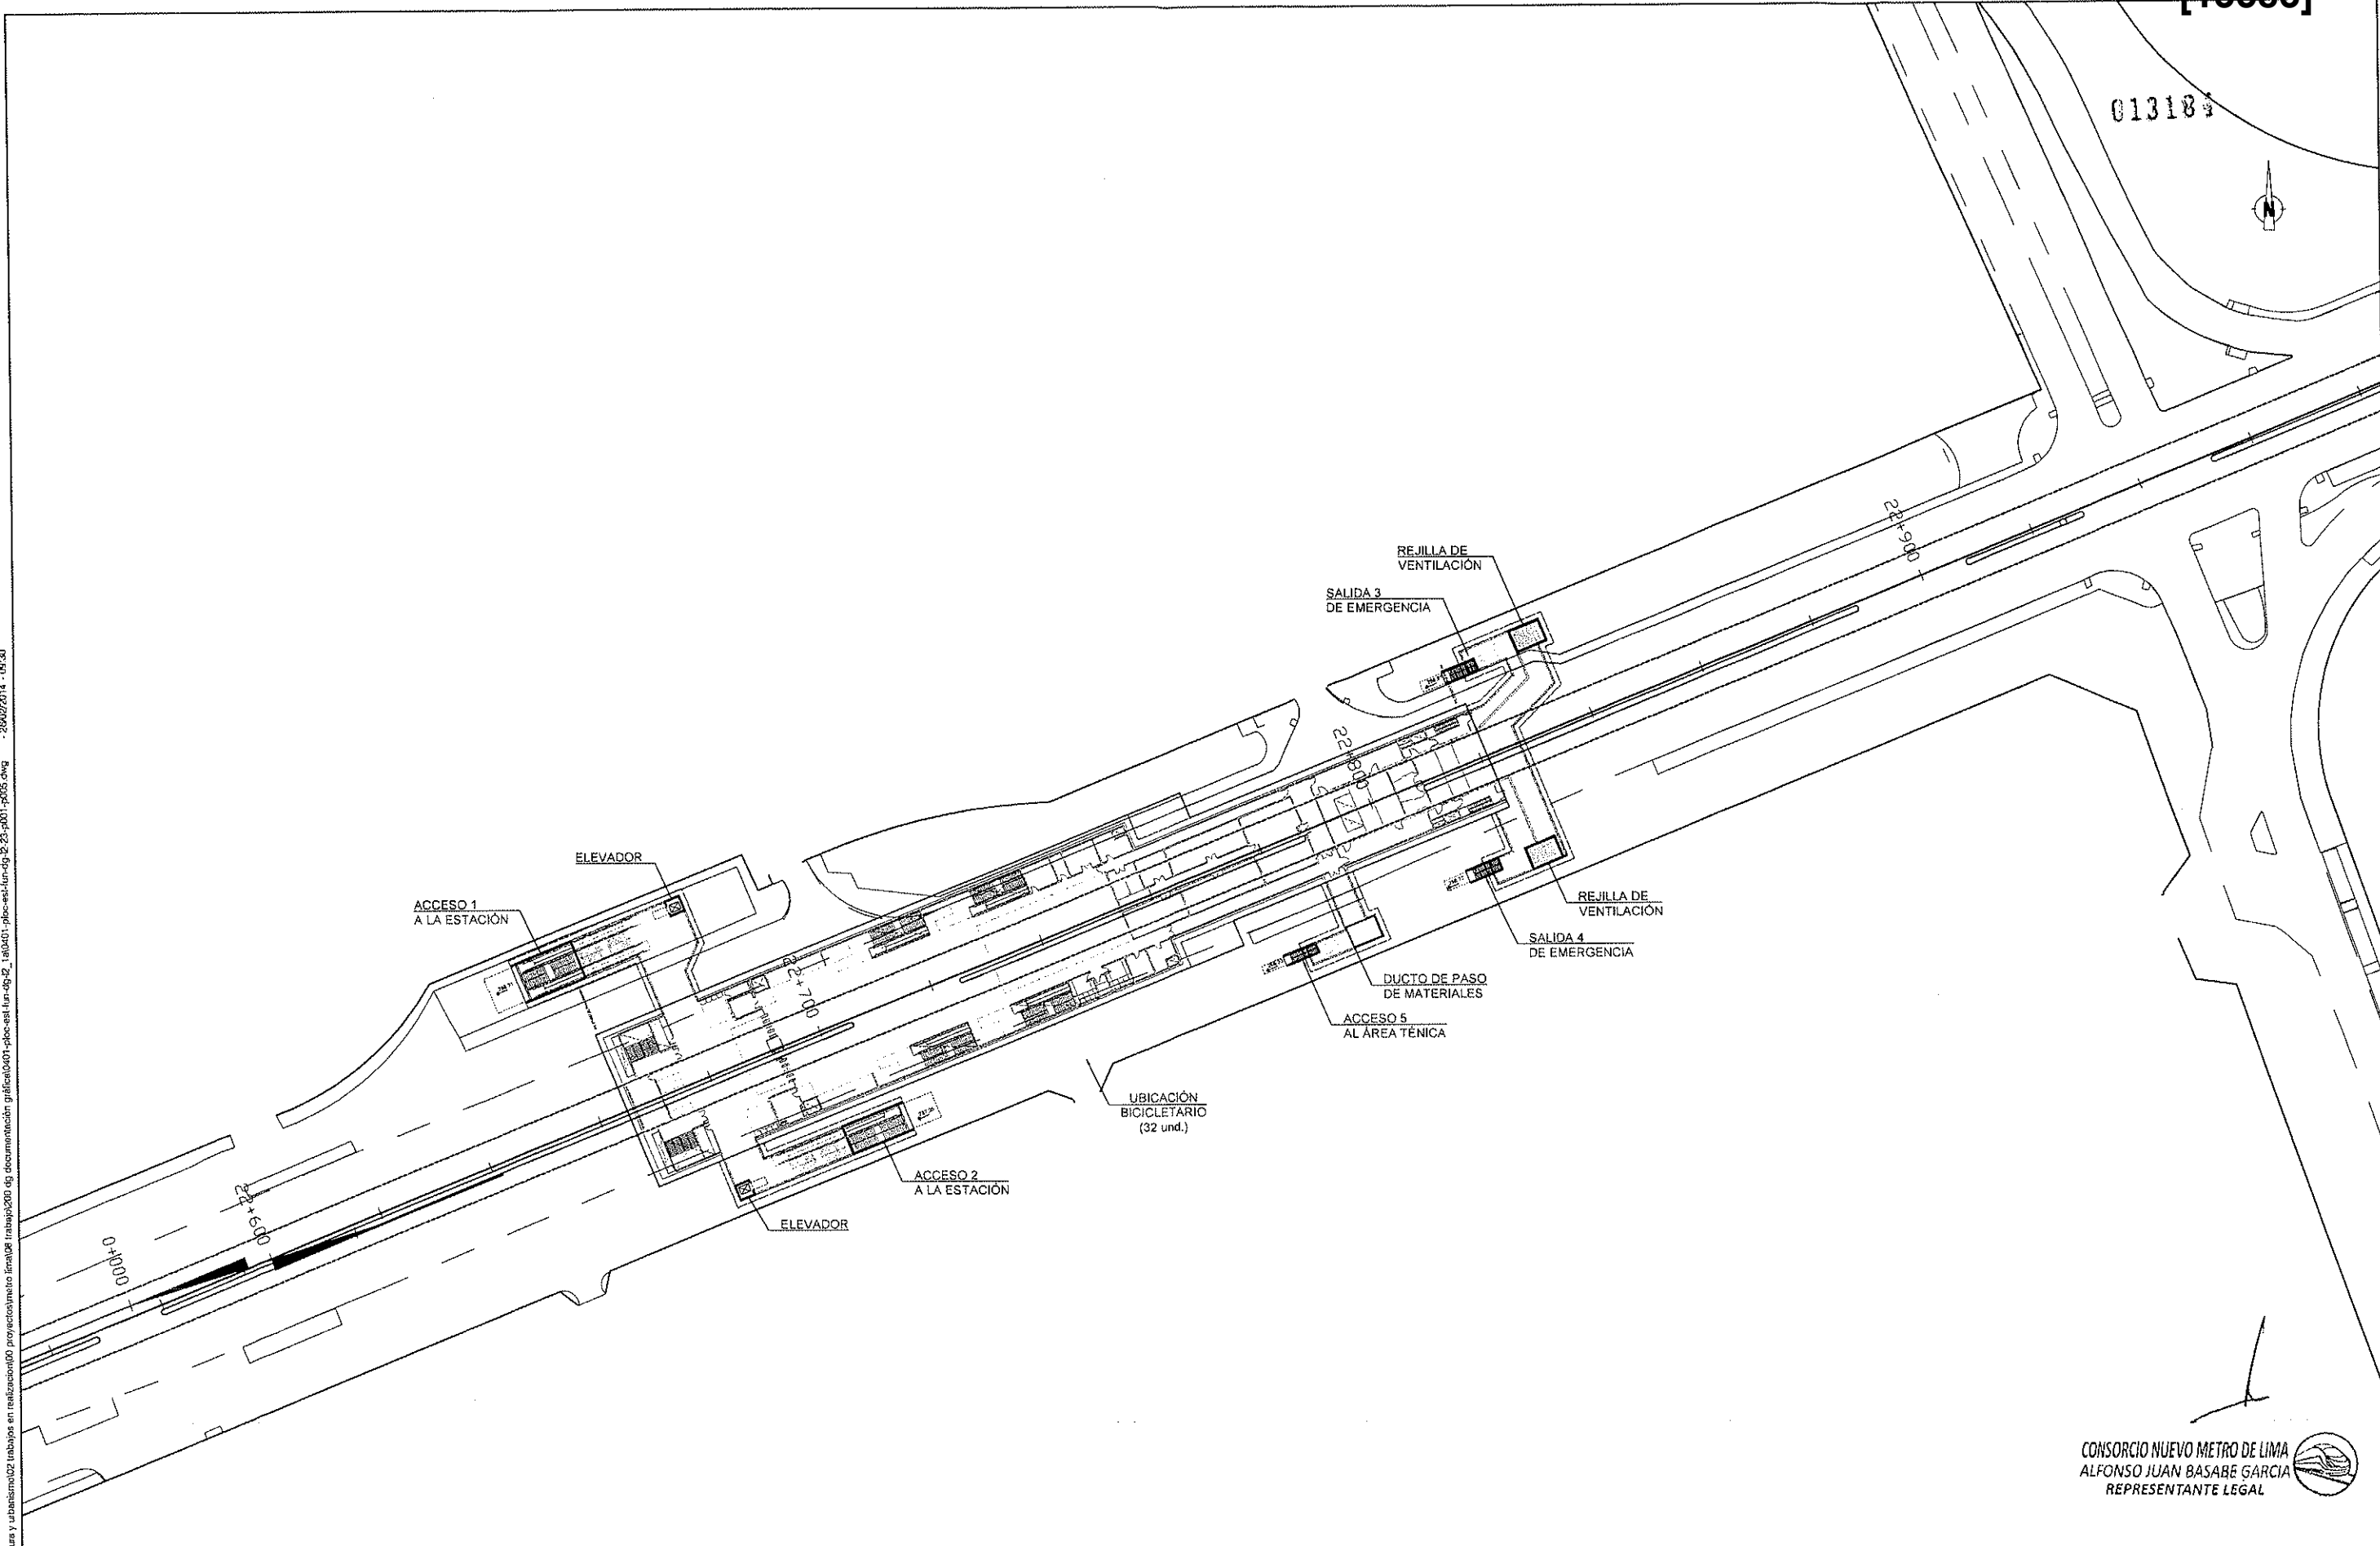 REJILLA DE
VENTILACIÓN
SALIDA 3
DE EMERGENCIA
22+900
22+800
ELEVADOR
ACCESO 1
A LA ESTACIÓN
22+700
REJILLA DE
VENTILACIÓN
SALIDA 4
DE EMERGENCIA
DUCTO DE PASO
DE MATERIALES
ACCESO 5
AL ÁREA TÉNICA
UBICACIÓN
BICICLETARIO
(32 und.)
ACCESO 2
A LA ESTACIÓN
ELEVADOR
22+600
0+000
N
CONSORCIO NUEVO METRO DE LIMA
ALFONSO JUAN BASABE GARCIA
REPRESENTANTE LEGAL